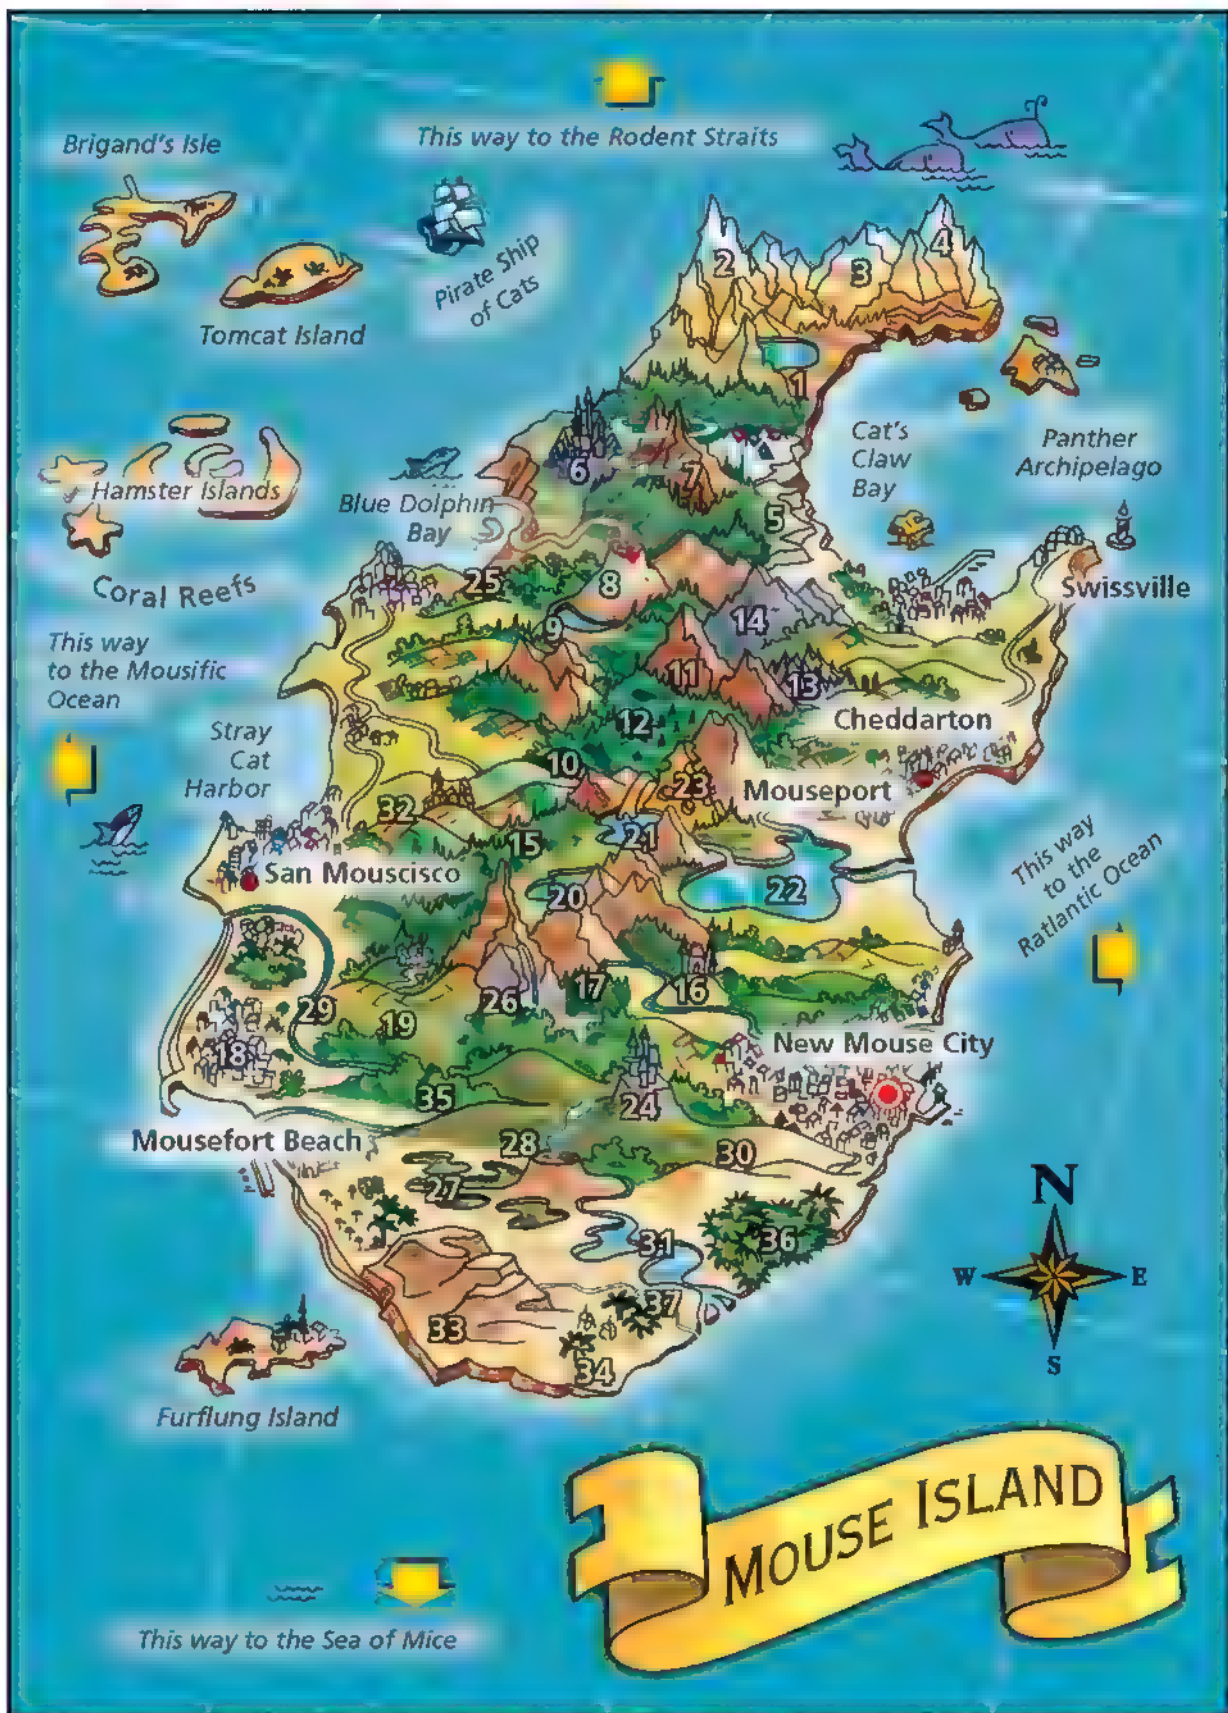 This way to the Rodent Straits
Brigand's Isle
Tomcat Island
Pirate Ship
of Cats
2
3
4
1
Cat's
Claw
Bay
Panther
Archipelago
6
7
5
Hamster Islands
Blue Dolphin
Bay
Coral Reefs
25
8
Swissville
9
14
This way
to the Mousific
Ocean
11
13
12
Cheddarton
Stray
Cat
Harbor
10
32
23
Mouseport
15
21
San Mouscisco
20
22
This way
to the
Ratlantic Ocean
29
19
26
17
16
18
New Mouse City
35
24
Mousefort Beach
28
30
27
36
31
37
33
34
N
W
E
S
Furflung Island
MOUSE ISLAND
This way to the Sea of Mice